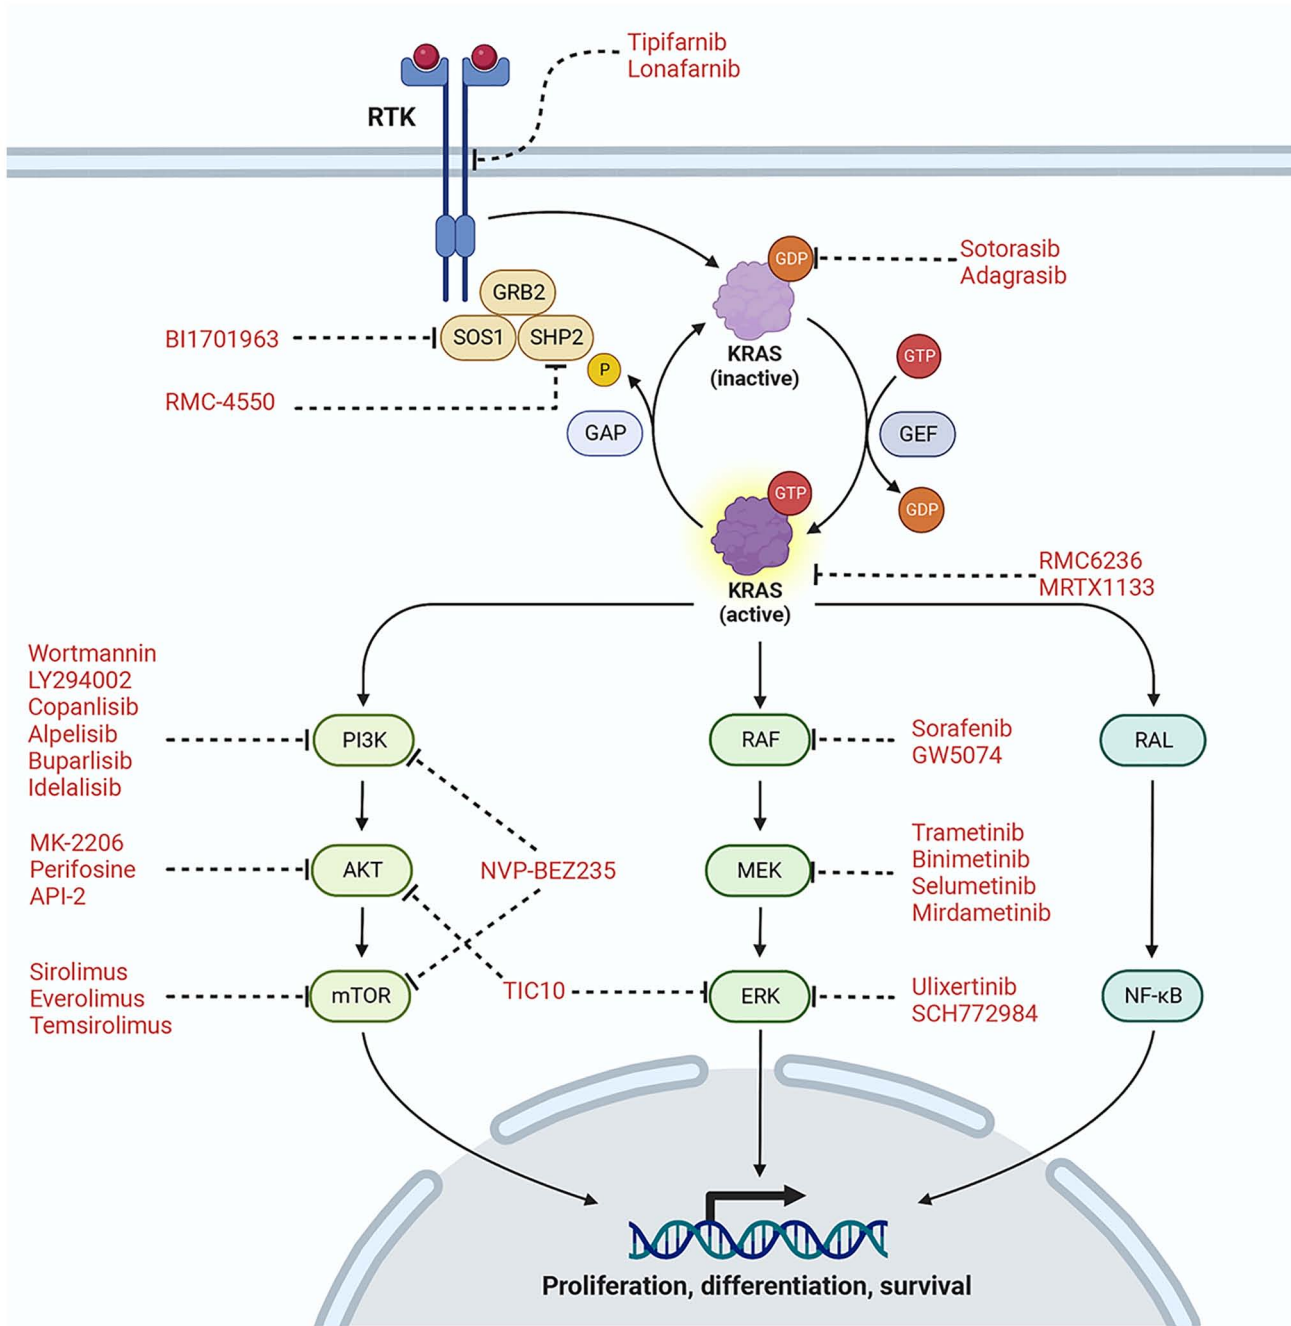 Tipifarnib
Lonafarnib
RTK
GDP
Sotorasib
Adagrasib
GRB2
BI1701963
SOS1
SHP2
KRAS
(inactive)
GTP
P
RMC-4550
GAP
GEF
GTP
GDP
RMC6236
MRTX1133
KRAS
(active)
Wortmannin
LY294002
Copanlisib
Alpelisib
Buparlisib
Idelalisib
PI3K
RAF
Sorafenib
GW5074
RAL
MK-2206
Perifosine
API-2
AKT
NVP-BEZ235
MEK
Trametinib
Binimetinib
Selumetinib
Mirdametinib
Sirolimus
Everolimus
Temsirolimus
mTOR
TIC10
ERK
Ulixertinib
SCH772984
NF-κB
Proliferation, differentiation, survival